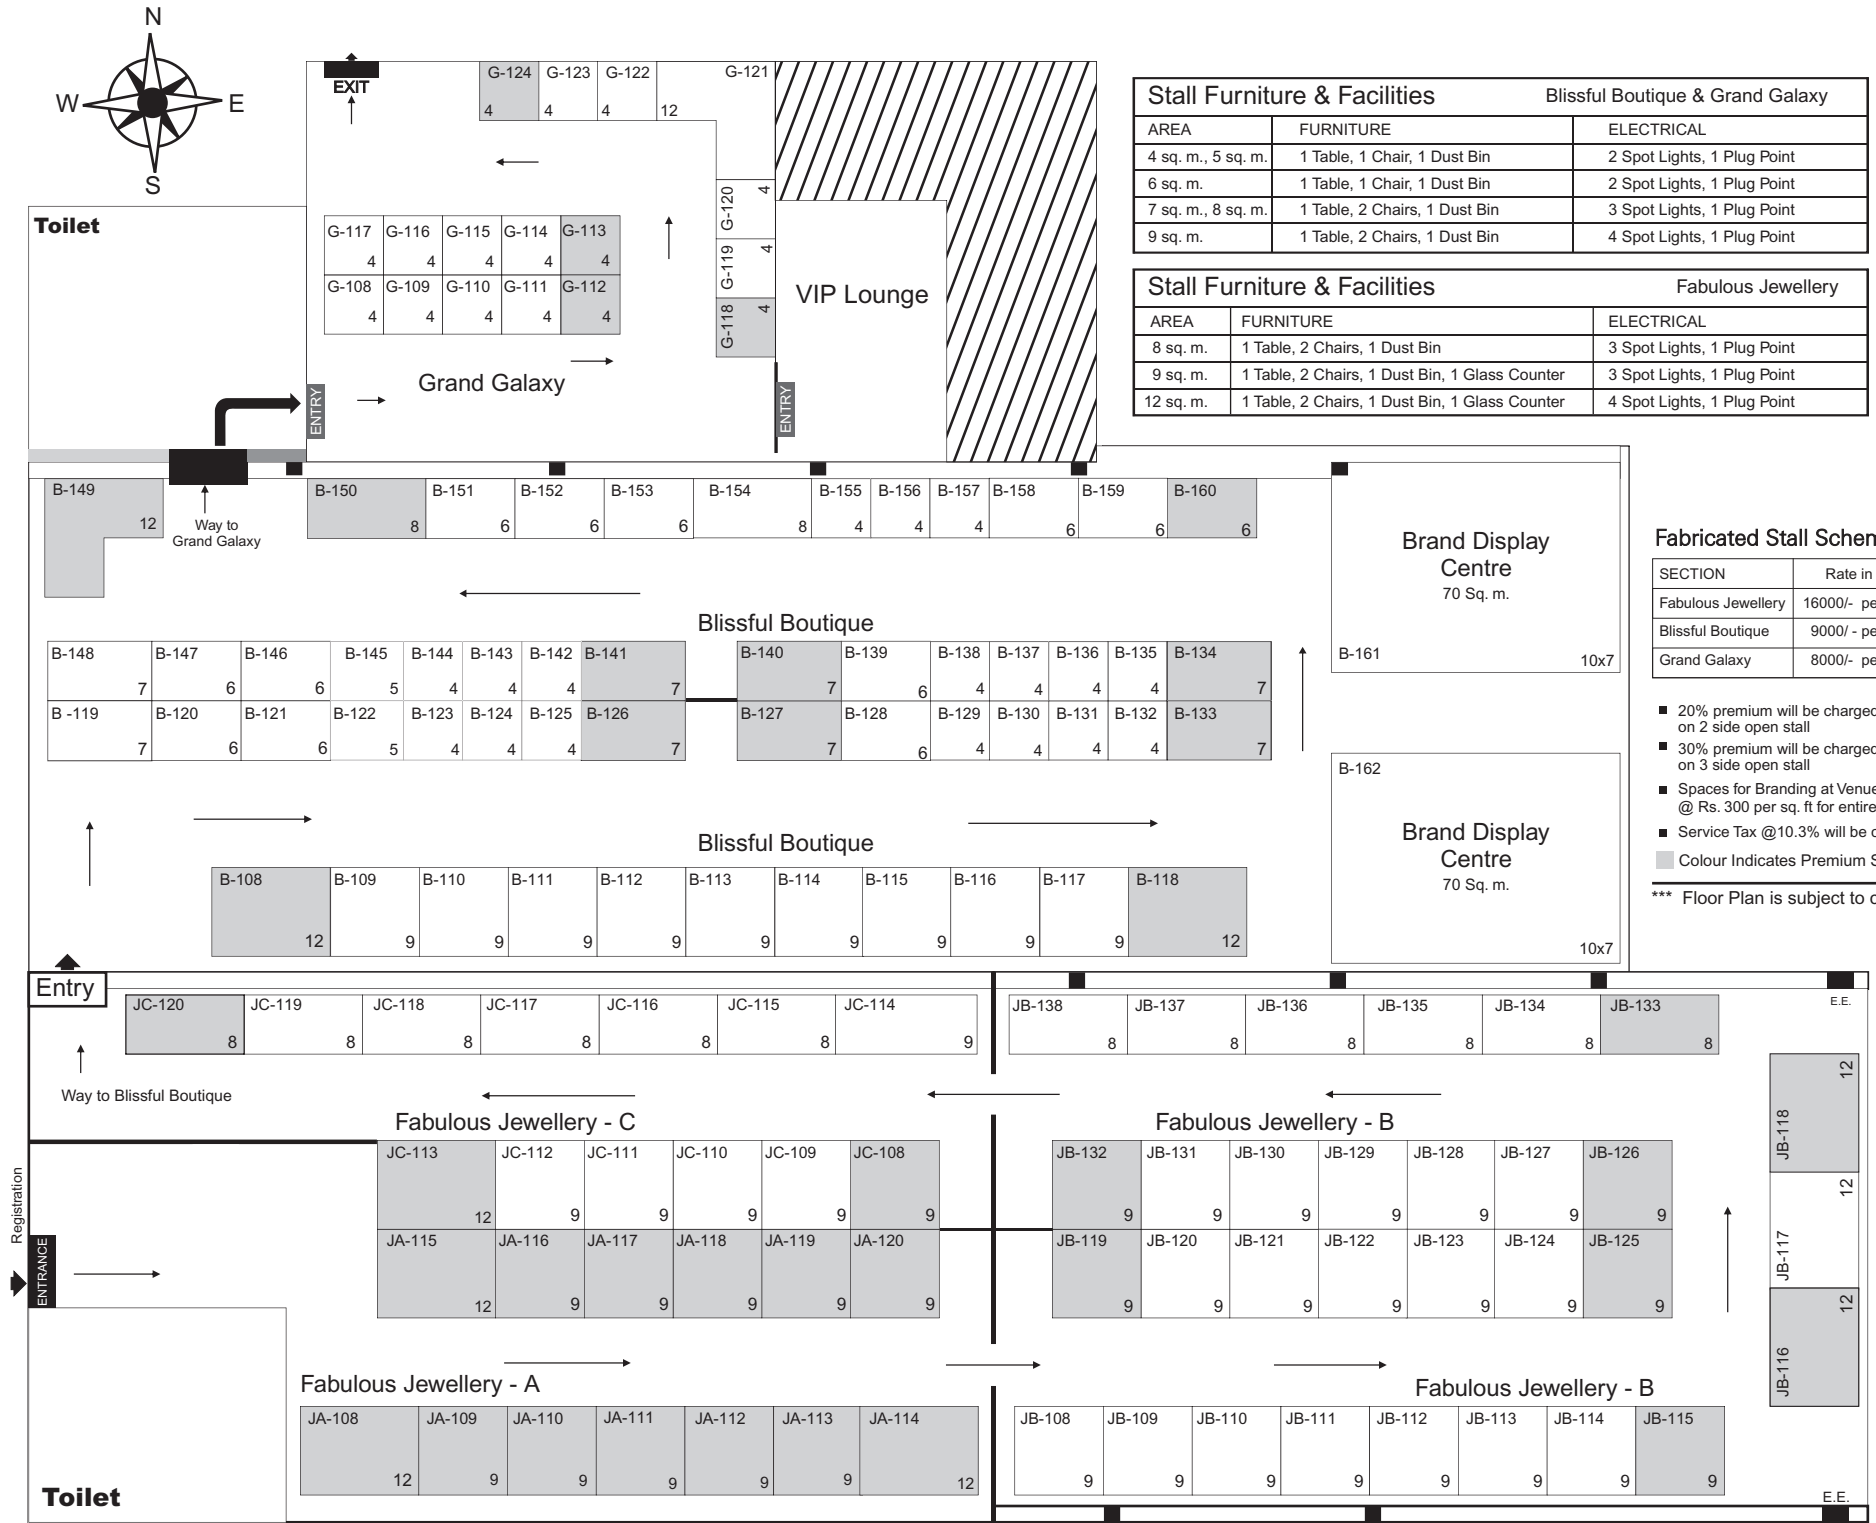 N
W
E
S
Toilet
EXIT
G-124
G-123
G-122
G-121
4
4
4
12
G-120
4
G-119
4
G-118
4
G-117
G-116
G-115
G-114
G-113
4
4
4
4
4
G-108
G-109
G-110
G-111
G-112
4
4
4
4
4
VIP Lounge
Grand Galaxy
ENTRY
ENTRY
Stall Furniture & Facilities Blissful Boutique & Grand Galaxy
AREA FURNITURE ELECTRICAL
4 sq. m., 5 sq. m. 1 Table, 1 Chair, 1 Dust Bin 2 Spot Lights, 1 Plug Point
6 sq. m. 1 Table, 1 Chair, 1 Dust Bin 2 Spot Lights, 1 Plug Point
7 sq. m., 8 sq. m. 1 Table, 2 Chairs, 1 Dust Bin 3 Spot Lights, 1 Plug Point
9 sq. m. 1 Table, 2 Chairs, 1 Dust Bin 4 Spot Lights, 1 Plug Point
Stall Furniture & Facilities Fabulous Jewellery
AREA FURNITURE ELECTRICAL
8 sq. m. 1 Table, 2 Chairs, 1 Dust Bin 3 Spot Lights, 1 Plug Point
9 sq. m. 1 Table, 2 Chairs, 1 Dust Bin, 1 Glass Counter 3 Spot Lights, 1 Plug Point
12 sq. m. 1 Table, 2 Chairs, 1 Dust Bin, 1 Glass Counter 4 Spot Lights, 1 Plug Point
B-149
12
Way to
Grand Galaxy
B-150 B-151 B-152 B-153 B-154 B-155 B-156 B-157 B-158 B-159 B-160
8 6 6 6 8 4 4 4 6 6 6
Brand Display
Centre
70 Sq. m.
B-161
10x7
Blissful Boutique
B-148 B-147 B-146 B-145 B-144 B-143 B-142 B-141
7 6 6 5 4 4 4 7
B -119 B-120 B-121 B-122 B-123 B-124 B-125 B-126
7 6 6 5 4 4 4 7
B-140 B-139 B-138 B-137 B-136 B-135 B-134
7 6 4 4 4 4 7
B-127 B-128 B-129 B-130 B-131 B-132 B-133
7 6 4 4 4 4 7
B-162
Brand Display
Centre
70 Sq. m.
10x7
Blissful Boutique
B-108 B-109 B-110 B-111 B-112 B-113 B-114 B-115 B-116 B-117 B-118
12 9 9 9 9 9 9 9 9 9 12
Fabricated Stall Schem
SECTION Rate in
Fabulous Jewellery 16000/- pe
Blissful Boutique 9000/ - pe
Grand Galaxy 8000/- pe
20% premium will be charged
on 2 side open stall
30% premium will be charged
on 3 side open stall
Spaces for Branding at Venue
@ Rs. 300 per sq. ft for entire
Service Tax @10.3% will be c
Colour Indicates Premium S
*** Floor Plan is subject to c
Entry
JC-120 JC-119 JC-118 JC-117 JC-116 JC-115 JC-114
8 8 8 8 8 8 9
JB-138 JB-137 JB-136 JB-135 JB-134 JB-133
8 8 8 8 8 8
E.E.
Way to Blissful Boutique
Fabulous Jewellery - C
Fabulous Jewellery - B
JC-113 JC-112 JC-111 JC-110 JC-109 JC-108
12 9 9 9 9 9
JA-115 JA-116 JA-117 JA-118 JA-119 JA-120
12 9 9 9 9 9
JB-132 JB-131 JB-130 JB-129 JB-128 JB-127 JB-126
9 9 9 9 9 9 9
JB-119 JB-120 JB-121 JB-122 JB-123 JB-124 JB-125
9 9 9 9 9 9 9
JB-118
12
JB-117
12
JB-116
12
Registration
ENTRANCE
Fabulous Jewellery - A
Fabulous Jewellery - B
JA-108 JA-109 JA-110 JA-111 JA-112 JA-113 JA-114
12 9 9 9 9 9 12
JB-108 JB-109 JB-110 JB-111 JB-112 JB-113 JB-114 JB-115
9 9 9 9 9 9 9 9
Toilet
E.E.